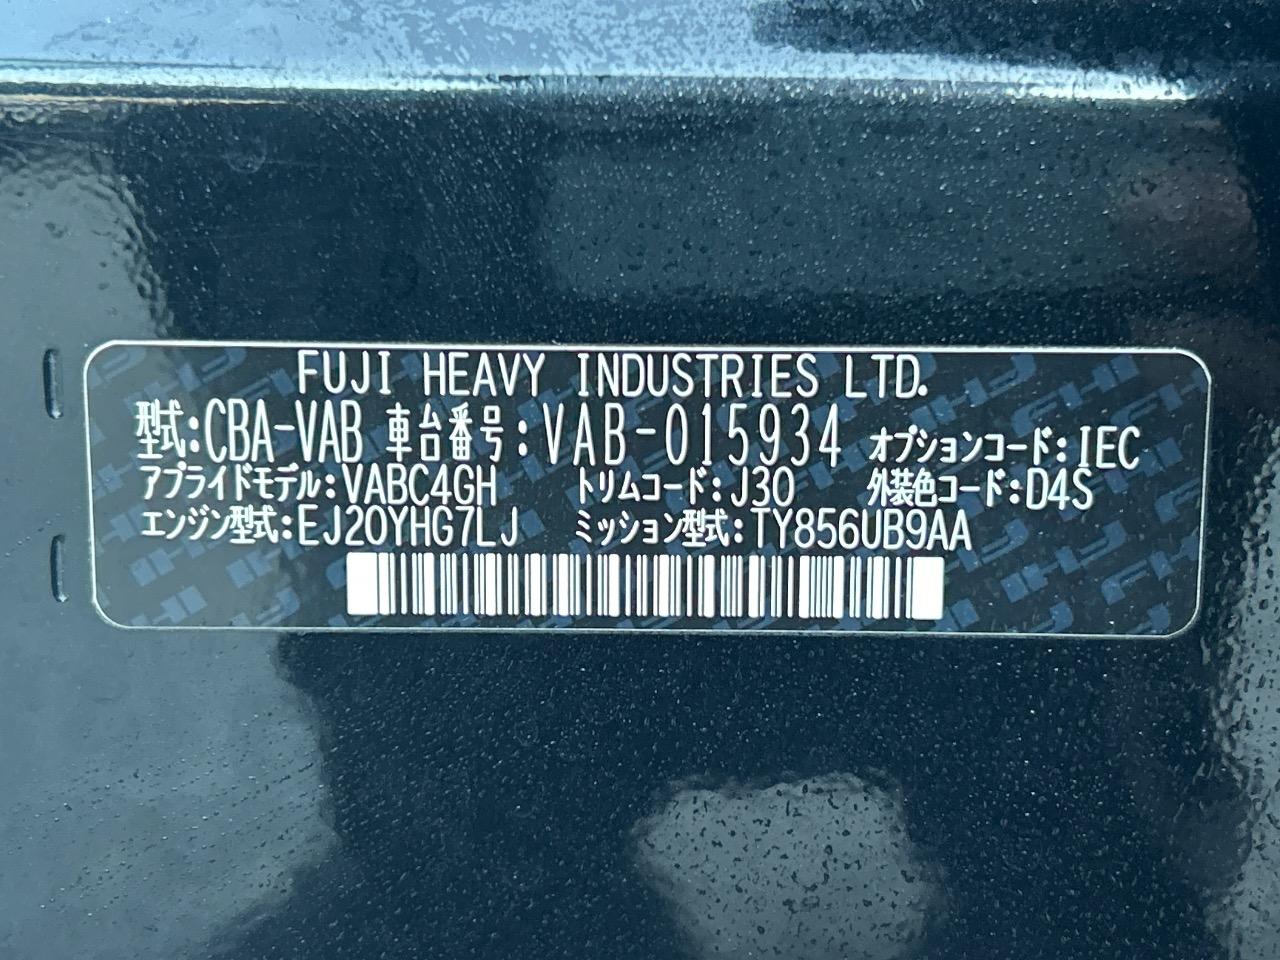 FUJI HEAVY INDUSTRIES LTD.
型式:CBA-VAB 車台番号:VAB-015934 オプションコード:IEC
アプライドモデル:VABC4GH トリムコード:J30 外装色コード:D4S
エンジン型式:EJ20YHG7LJ ミッション型式:TY856UB9AA